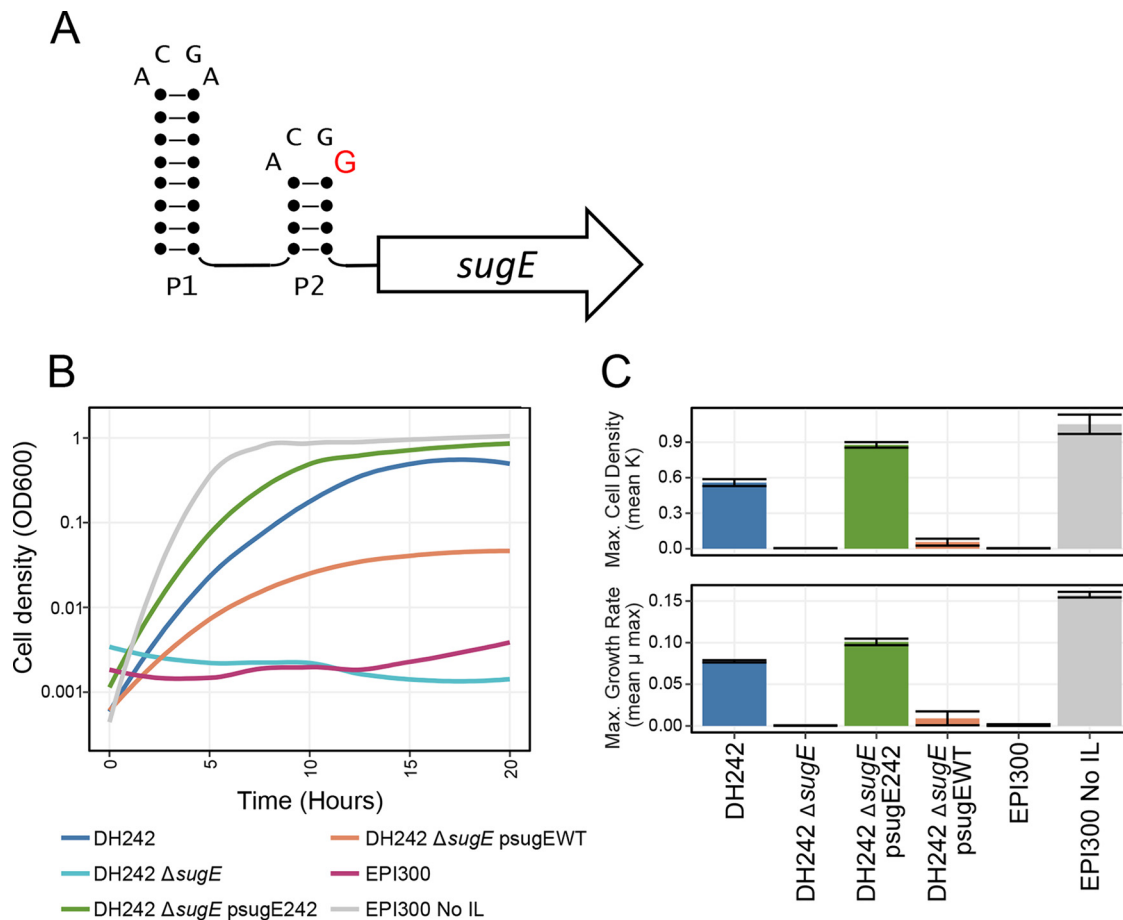 A
C G
A A
C G
A G
P1 P2
sugE
B
Cell density (OD600)
1
0.1
0.01
0.001
0 5 10 15 20
Time (Hours)
DH242
DH242 ΔsugE
DH242 ΔsugE psugE242
DH242 ΔsugE psugEWT
EPI300
EPI300 No IL
C
Max. Cell Density
(mean K)
0.9
0.6
0.3
0.0
Max. Growth Rate
(mean µ max)
0.15
0.10
0.05
0.00
DH242
DH242 ΔsugE
DH242 ΔsugE
psugE242
DH242 ΔsugE
psugEWT
EPI300
EPI300 No IL